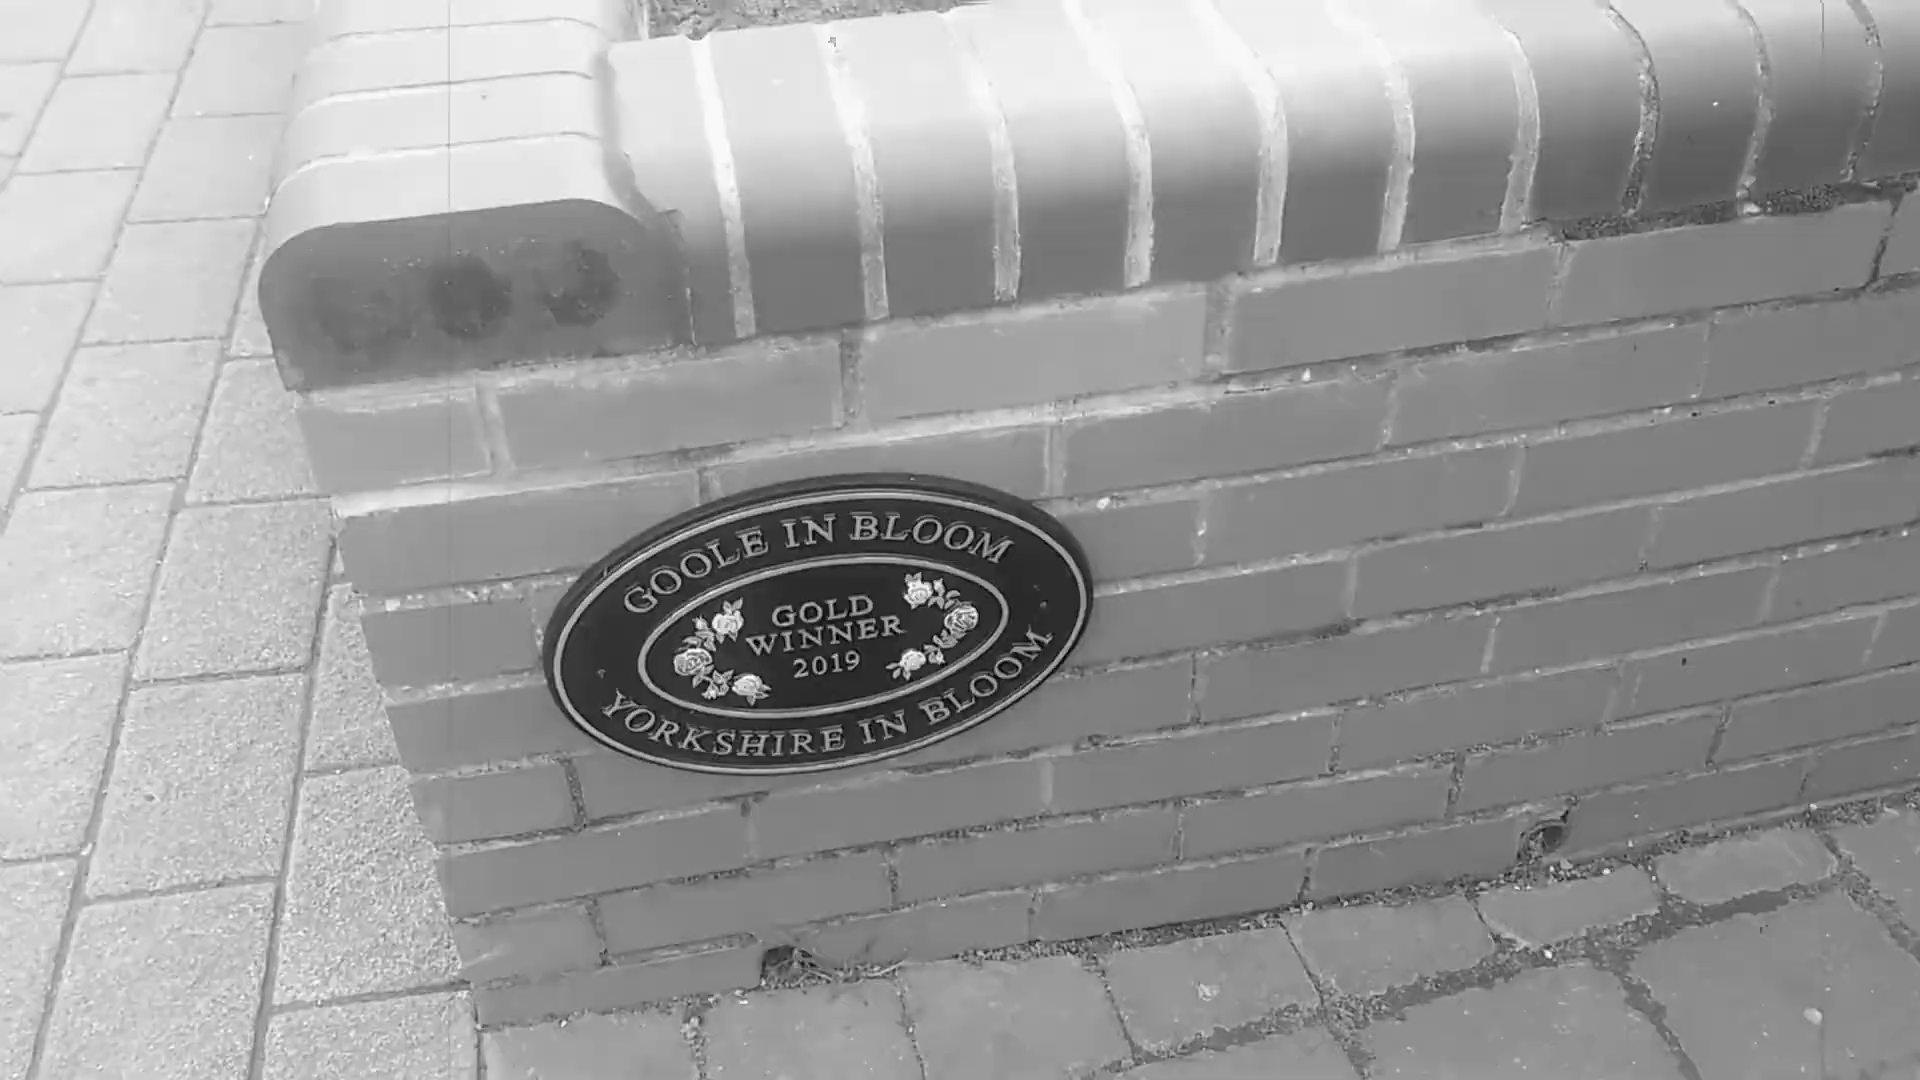 GOOLE IN BLOOM
GOLD
WINNER
2019
YORKSHIRE IN BLOOM